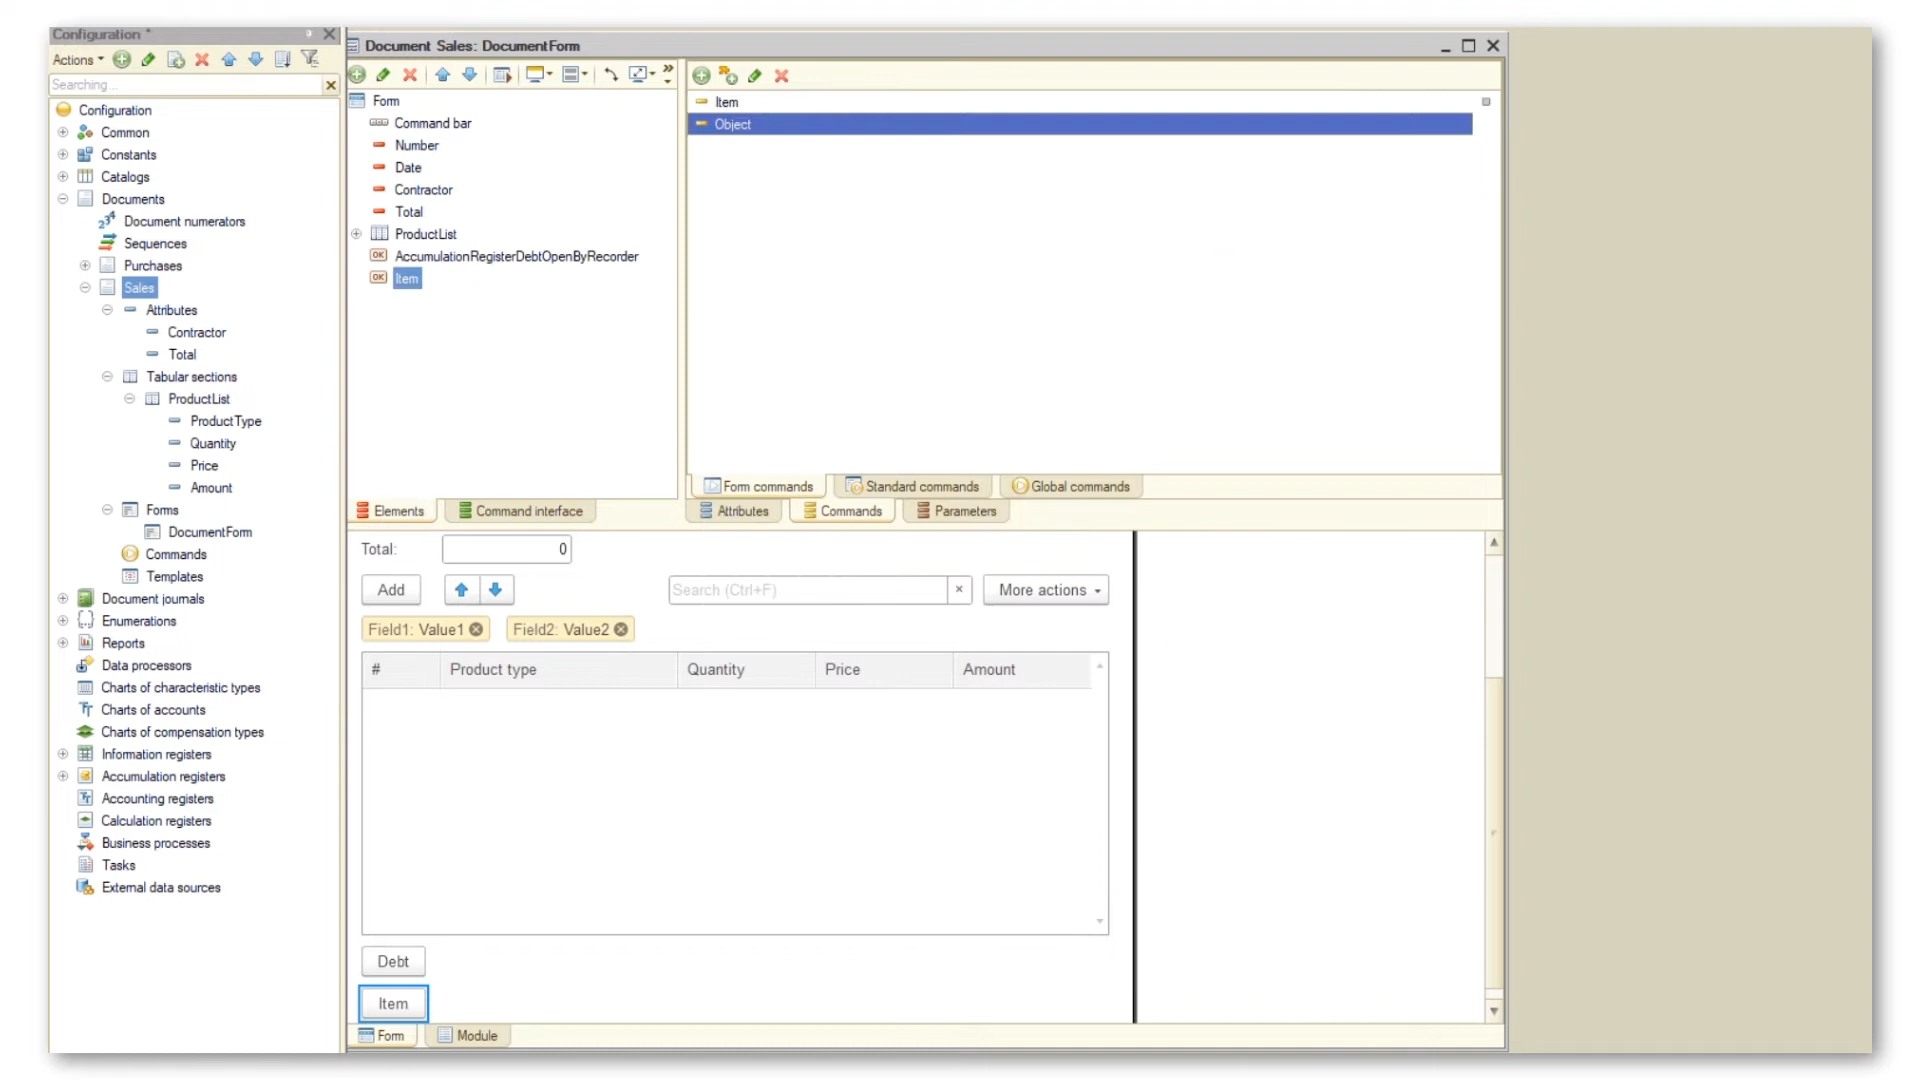 Configuration *
Actions
Searching...
Configuration
Common
Constants
Catalogs
Documents
Document numerators
Sequences
Purchases
Sales
Attributes
Contractor
Total
Tabular sections
ProductList
ProductType
Quantity
Price
Amount
Forms
DocumentForm
Commands
Templates
Document journals
Enumerations
Reports
Data processors
Charts of characteristic types
Charts of accounts
Charts of compensation types
Information registers
Accumulation registers
Accounting registers
Calculation registers
Business processes
Tasks
External data sources
Document Sales: DocumentForm
Form
Command bar
Number
Date
Contractor
Total
ProductList
OK AccumulationRegisterDebtOpenByRecorder
OK Item
Elements Command interface
Item
Object
Form commands Standard commands Global commands
Attributes Commands Parameters
Total: 0
Add Search (Ctrl+F) × More actions
Field1: Value1 Field2: Value2
# Product type Quantity Price Amount
Debt
Item
Form Module